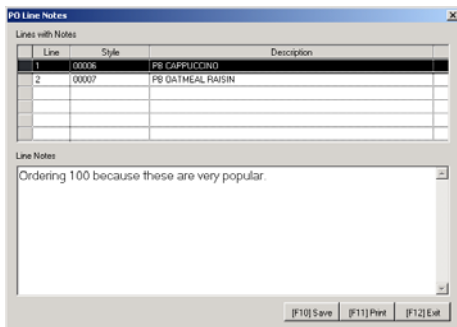 PO Line Notes
Lines with Notes
Line Style Description
1 00006 PB CAPPUCCINO
2 00007 PB OATMEAL RAISIN
Line Notes
Ordering 100 because these are very popular.
[F10] Save [F11] Print [F12] Exit